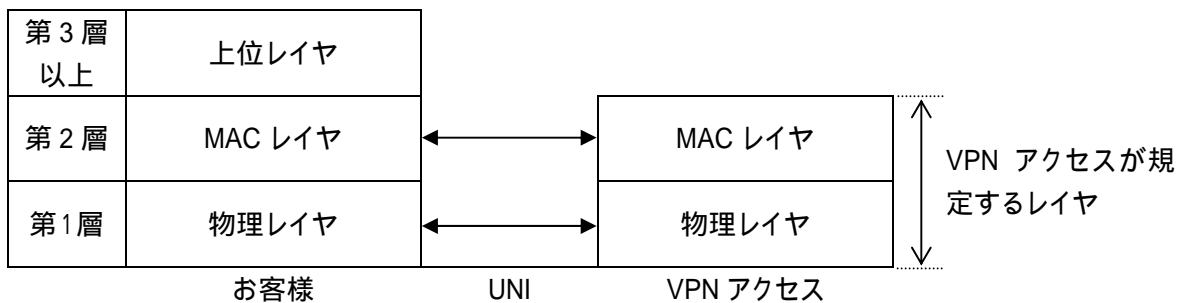 第3層
以上
上位レイヤ
第2層
MAC レイヤ
MAC レイヤ
VPN アクセスが規
定するレイヤ
第1層
物理レイヤ
物理レイヤ
お客様
UNI
VPN アクセス